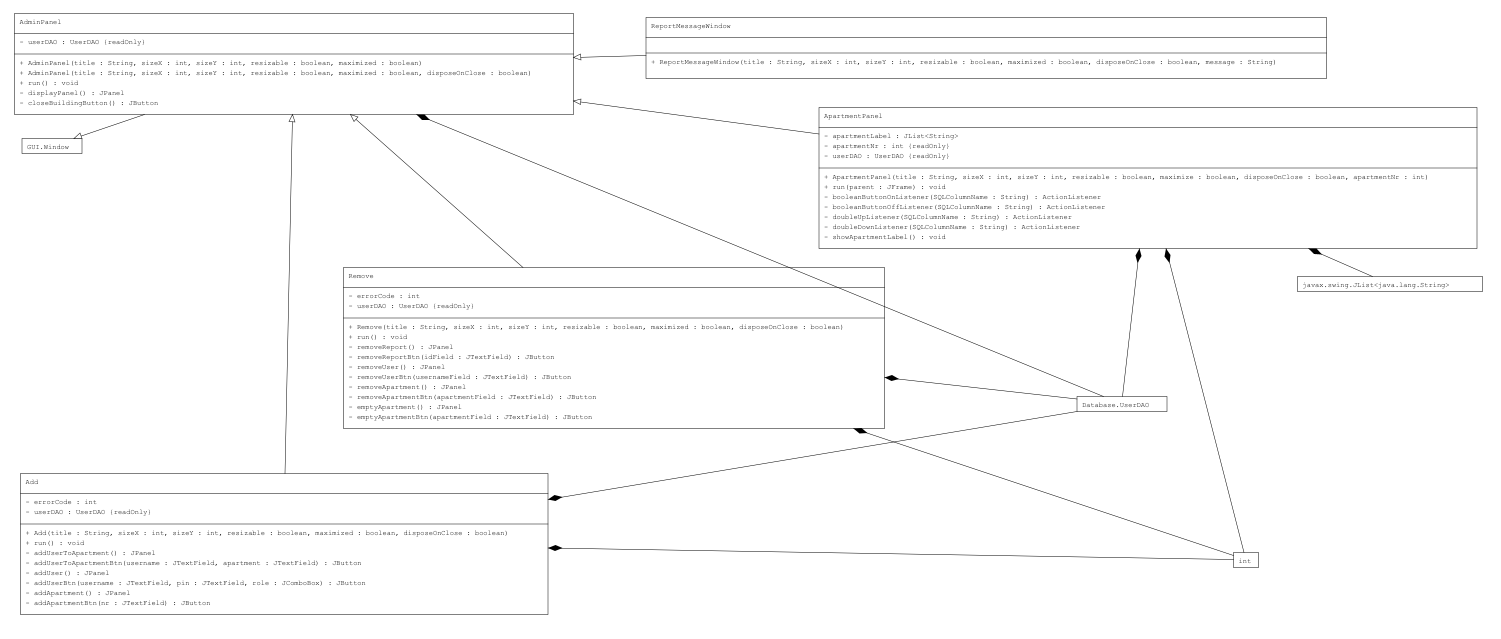 AdminPanel
- userDAO : UserDAO {readOnly}
+ AdminPanel(title : String, sizeX : int, sizeY : int, resizable : boolean, maximized : boolean)
+ AdminPanel(title : String, sizeX : int, sizeY : int, resizable : boolean, maximized : boolean, disposeOnClose : boolean)
+ run() : void
- displayPanel() : JPanel
- closeBuildingButton() : JButton
ReportMessageWindow
+ ReportMessageWindow(title : String, sizeX : int, sizeY : int, resizable : boolean, maximized : boolean, disposeOnClose : boolean, message : String)
GUI.Window
ApartmentPanel
- apartmentLabel : JList<String>
- apartmentNr : int {readOnly}
- userDAO : UserDAO {readOnly}
+ ApartmentPanel(title : String, sizeX : int, sizeY : int, resizable : boolean, maximize : boolean, disposeOnClose : boolean, apartmentNr : int)
+ run(parent : JFrame) : void
- booleanButtonOnListener(SQLColumnName : String) : ActionListener
- booleanButtonOffListener(SQLColumnName : String) : ActionListener
- doubleUpListener(SQLColumnName : String) : ActionListener
- doubleDownListener(SQLColumnName : String) : ActionListener
- showApartmentLabel() : void
javax.swing.JList<java.lang.String>
Remove
- errorCode : int
- userDAO : UserDAO {readOnly}
+ Remove(title : String, sizeX : int, sizeY : int, resizable : boolean, maximized : boolean, disposeOnClose : boolean)
+ run() : void
- removeReport() : JPanel
- removeReportBtn(idField : JTextField) : JButton
- removeUser() : JPanel
- removeUserBtn(usernameField : JTextField) : JButton
- removeApartment() : JPanel
- removeApartmentBtn(apartmentField : JTextField) : JButton
- emptyApartment() : JPanel
- emptyApartmentBtn(apartmentField : JTextField) : JButton
Database.UserDAO
Add
- errorCode : int
- userDAO : UserDAO {readOnly}
+ Add(title : String, sizeX : int, sizeY : int, resizable : boolean, maximized : boolean, disposeOnClose : boolean)
+ run() : void
- addUserToApartment() : JPanel
- addUserToApartmentBtn(username : JTextField, apartment : JTextField) : JButton
- addUser() : JPanel
- addUserBtn(username : JTextField, pin : JTextField, role : JComboBox) : JButton
- addApartment() : JPanel
- addApartmentBtn(nr : JTextField) : JButton
int